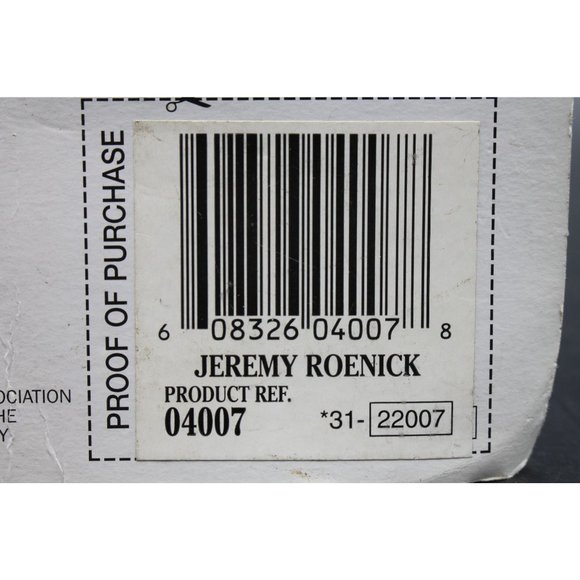 PROOF OF PURCHASE
6 08326 04007 8
JEREMY ROENICK
PRODUCT REF.
04007 *31- 22007
OCIATION
HE
Y